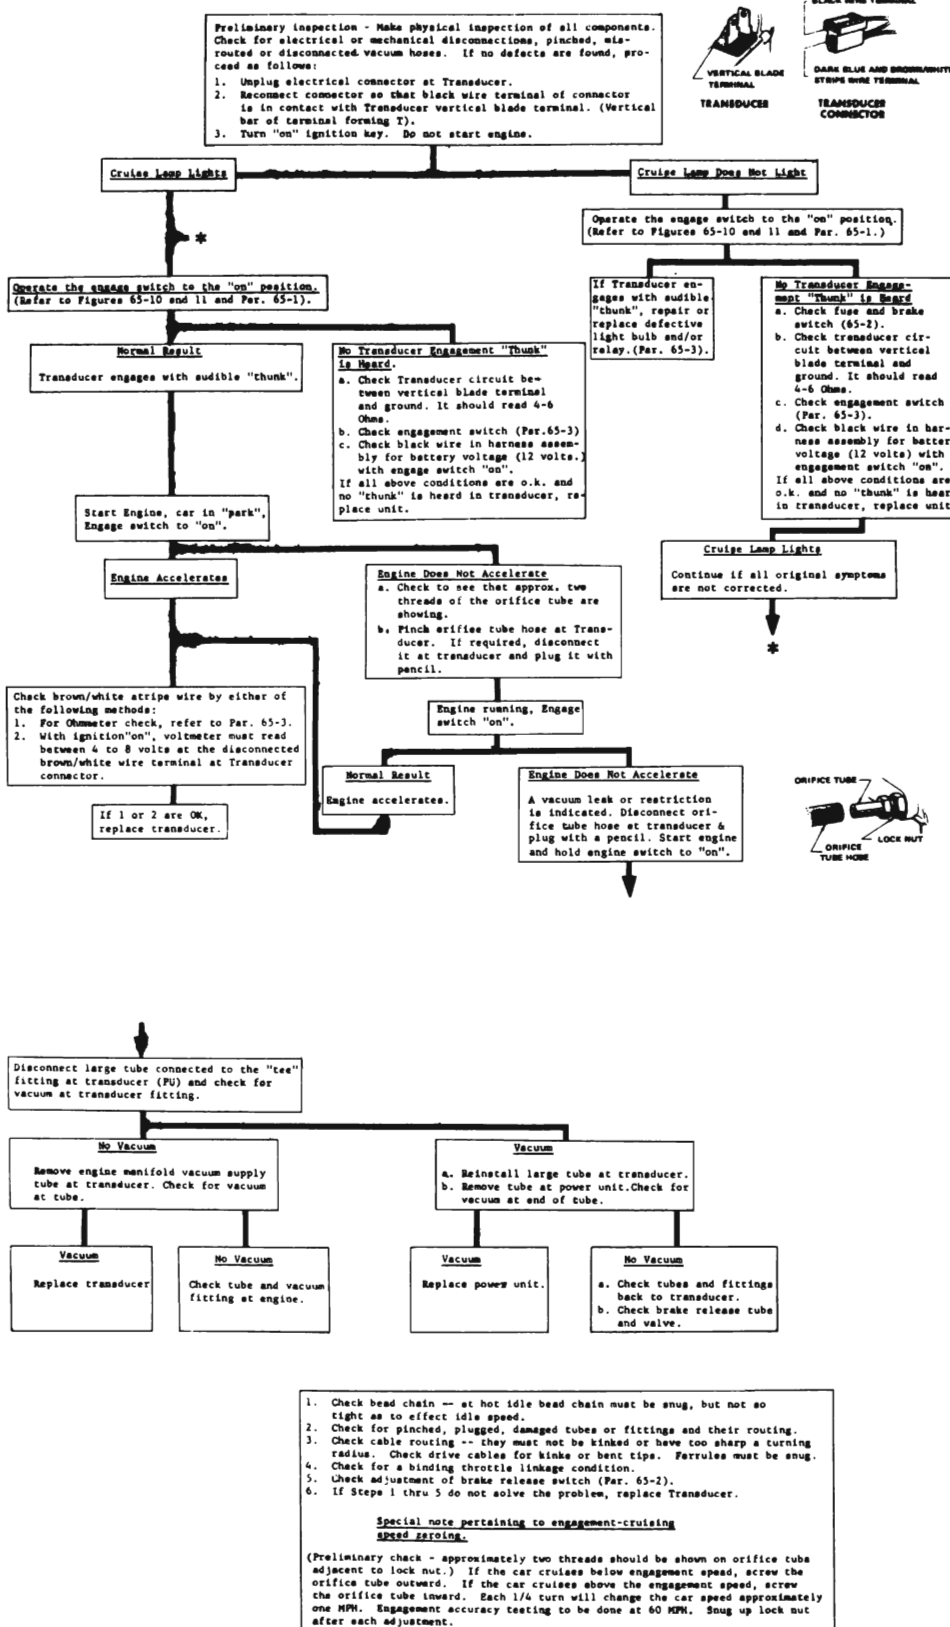 Preliminary inspection - Make physical inspection of all components.
Check for electrical or mechanical disconnections, pinched, mis-
routed or disconnected vacuum hoses. If no defects are found, pro-
ceed as follows:
1. Unplug electrical connector at Transducer.
2. Reconnect connector so that black wire terminal of connector
is in contact with Transducer vertical blade terminal. (Vertical
bar of terminal forming T).
3. Turn "on" ignition key. Do not start engine.
BLACK WIRE TERMINAL
VERTICAL BLADE
TERMINAL
TRANSDUCER
DARK BLUE AND BROWN/WHITE
STRIPE WIRE TERMINAL
TRANSDUCER
CONNECTOR
Cruise Lamp Lights
Cruise Lamp Does Not Light
*
Operate the engage switch to the "on" position.
(Refer to Figures 65-10 end 11 and Par. 65-1.)
Operate the engage switch to the "on" position.
(Refer to Figures 65-10 end 11 and Per. 65-1).
If Transducer en-
gages with audible
"thunk", repair or
replace defective
light bulb and/or
relay.(Par. 65-3).
No Transducer Engage-
ment "Thunk" is Heard
a. Check fuse and brake
switch (65-2).
b. Check transducer cir-
cuit between vertical
blade terminal and
ground. It should read
4-6 Ohms.
c. Check engagement switch
(Par. 65-3).
d. Check black wire in har-
ness assembly for batter
voltage (12 volts) with
engagement switch "on".
If all above conditions are
o.k. and no "thunk" is hear
in transducer, replace unit
Normal Result
Transducer engages with sudible "thunk".
No Transducer Engagement "Thunk"
is Heard.
a. Check Transducer circuit be-
tween vertical blade terminal
and ground. It should read 4-6
Ohms.
b. Check engagement switch (Per.65-3)
c. Check black wire in harness assem-
bly for battery voltage (12 volts.)
with engage switch "on".
If all above conditions are o.k. and
no "thunk" is heard in transducer, re-
place unit.
Start Engine, car in "park",
Engage switch to "on".
Cruise Lamp Lights
Continue if all original symptoms
are not corrected.
*
Engine Accelerates
Engine Does Not Accelerate
a. Check to see that approx. two
threads of the orifice tube are
showing.
b. Pinch orifice tube hose at Trans-
ducer. If required, disconnect
it at transducer and plug it with
pencil.
Check brown/white stripe wire by either of
the following methods:
1. For Ohmmeter check, refer to Par. 65-3.
2. With ignition"on", voltmeter must read
between 4 to 8 volts at the disconnected
brown/white wire terminal at Transducer
connector.
Engine running, Engage
switch "on".
Normal Result
Engine accelerates.
Engine Does Not Accelerate
A vacuum leak or restriction
is indicated. Disconnect ori-
fice tube hose at transducer &
plug with a pencil. Start engine
and hold engine switch to "on".
If 1 or 2 are OK,
replace transducer.
ORIFICE TUBE
LOCK NUT
ORIFICE
TUBE HOSE
Disconnect large tube connected to the "tee"
fitting at transducer (PU) and check for
vacuum at transducer fitting.
No Vacuum
Remove engine manifold vacuum supply
tube at transducer. Check for vacuum
at tube.
Vacuum
a. Reinstall large tube at transducer.
b. Remove tube at power unit.Check for
vacuum at end of tube.
Vacuum
Replace transducer
No Vacuum
Check tube and vacuum
fitting at engine.
Vacuum
Replace power unit.
No Vacuum
a. Check tubes and fittings
back to transducer.
b. Check brake release tube
and valve.
1. Check bead chain -- at hot idle bead chain must be snug, but not so
tight as to effect idle speed.
2. Check for pinched, plugged, damaged tubes or fittings and their routing.
3. Check cable routing -- they must not be kinked or have too sharp a turning
radius. Check drive cables for kinks or bent tips. Ferrules must be snug.
4. Check for a binding throttle linkage condition.
5. Check adjustment of brake release switch (Par. 65-2).
6. If Steps 1 thru 5 do not solve the problem, replace Transducer.
Special note pertaining to engagement-cruising
speed zeroing.
(Preliminary check - approximately two threads should be shown on orifice tube
adjacent to lock nut.) If the car cruises below engagement speed, screw the
orifice tube outward. If the car cruises above the engagement speed, screw
the orifice tube inward. Each 1/4 turn will change the car speed approximately
one MPH. Engagement accuracy testing to be done at 60 MPH. Snug up lock nut
after each adjustment.